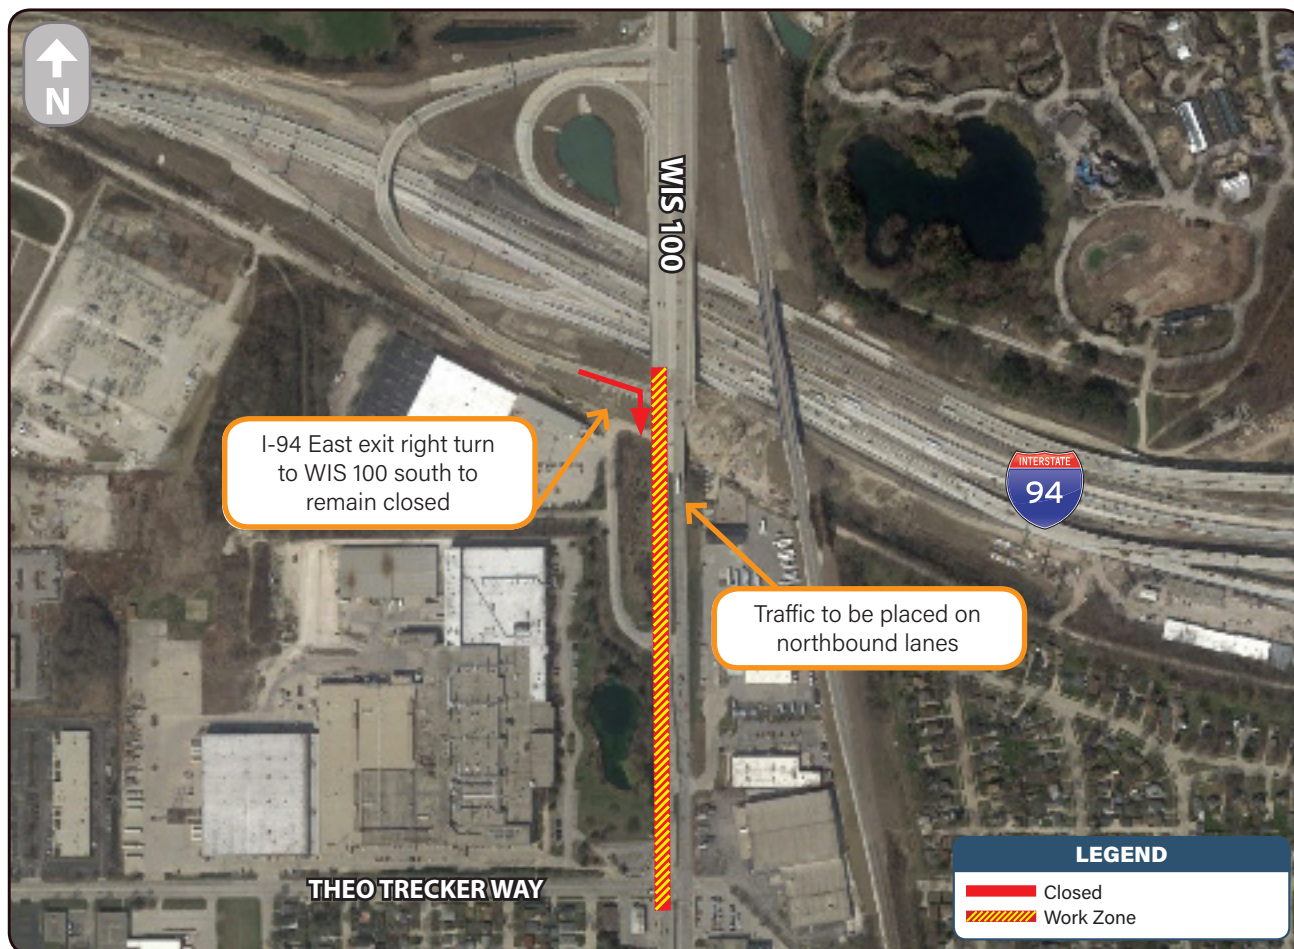 N
WIS 100
I-94 East exit right turn
to WIS 100 south to
remain closed
INTERSTATE
94
Traffic to be placed on
northbound lanes
THEO TRECKER WAY
LEGEND
Closed
Work Zone